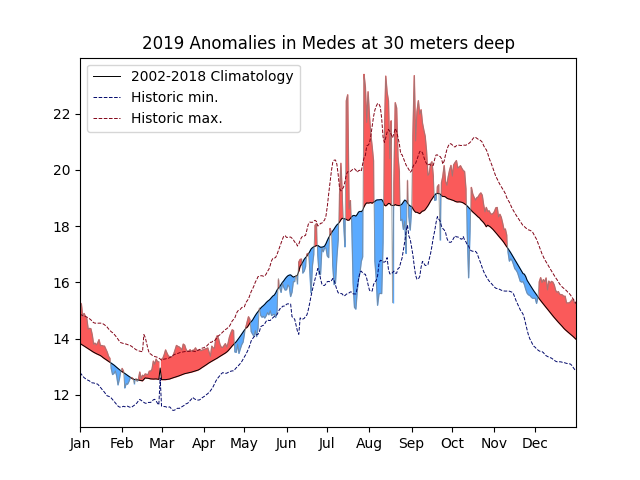 2019 Anomalies in Medes at 30 meters deep
2002-2018 Climatology
Historic min.
Historic max.
22
20
18
16
14
12
Jan Feb Mar Apr May Jun Jul Aug Sep Oct Nov Dec